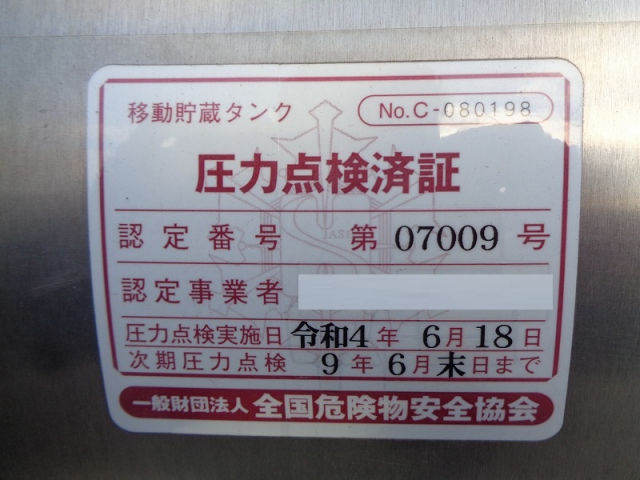 移動貯蔵タンク No.C-080198
圧力点検済証
認定番号 第 07009 号
認定事業者
圧力点検実施日 令和4年 6月18日
次期圧力点検 9年 6月末日まで
一般財団法人 全国危険物安全協会